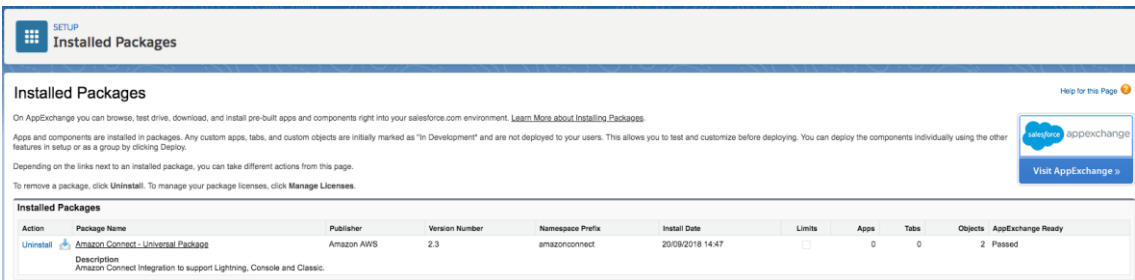 SETUP
Installed Packages
Installed Packages
Help for this Page
On AppExchange you can browse, test drive, download, and install pre-built apps and components right into your salesforce.com environment. Learn More about Installing Packages.
Apps and components are installed in packages. Any custom apps, tabs, and custom objects are initially marked as "In Development" and are not deployed to your users. This allows you to test and customize before deploying. You can deploy the components individually using the other
features in setup or as a group by clicking Deploy.
Depending on the links next to an installed package, you can take different actions from this page.
To remove a package, click Uninstall. To manage your package licenses, click Manage Licenses.
salesforce appexchange
Visit AppExchange »
Installed Packages
Action Package Name Publisher Version Number Namespace Prefix Install Date Limits Apps Tabs Objects AppExchange Ready
Uninstall Amazon Connect - Universal Package Amazon AWS 2.3 amazonconnect 20/09/2018 14:47 0 0 2 Passed
Description
Amazon Connect Integration to support Lightning, Console and Classic.